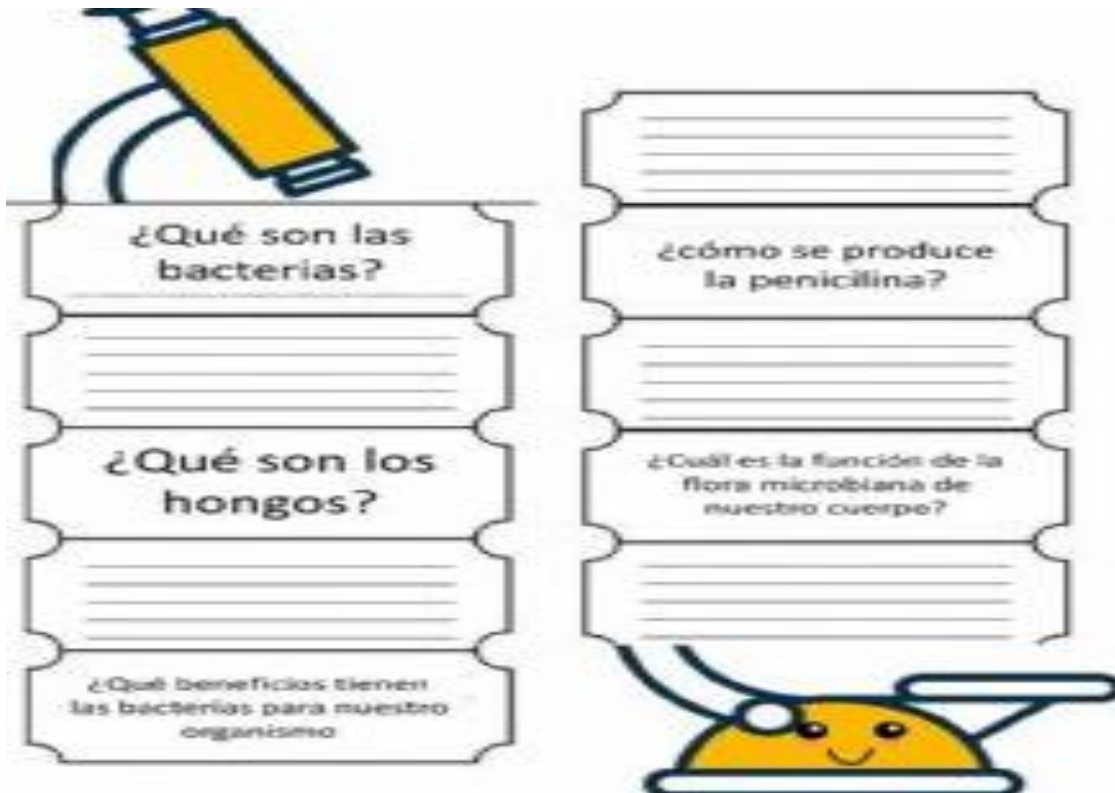 ¿Qué son las
bacterias?
¿Qué son los
hongos?
¿Qué beneficios tienen
las bacterias para nuestro
organismo
¿cómo se produce
la penicilina?
¿Cuál es la función de la
flora microbiana de
nuestro cuerpo?